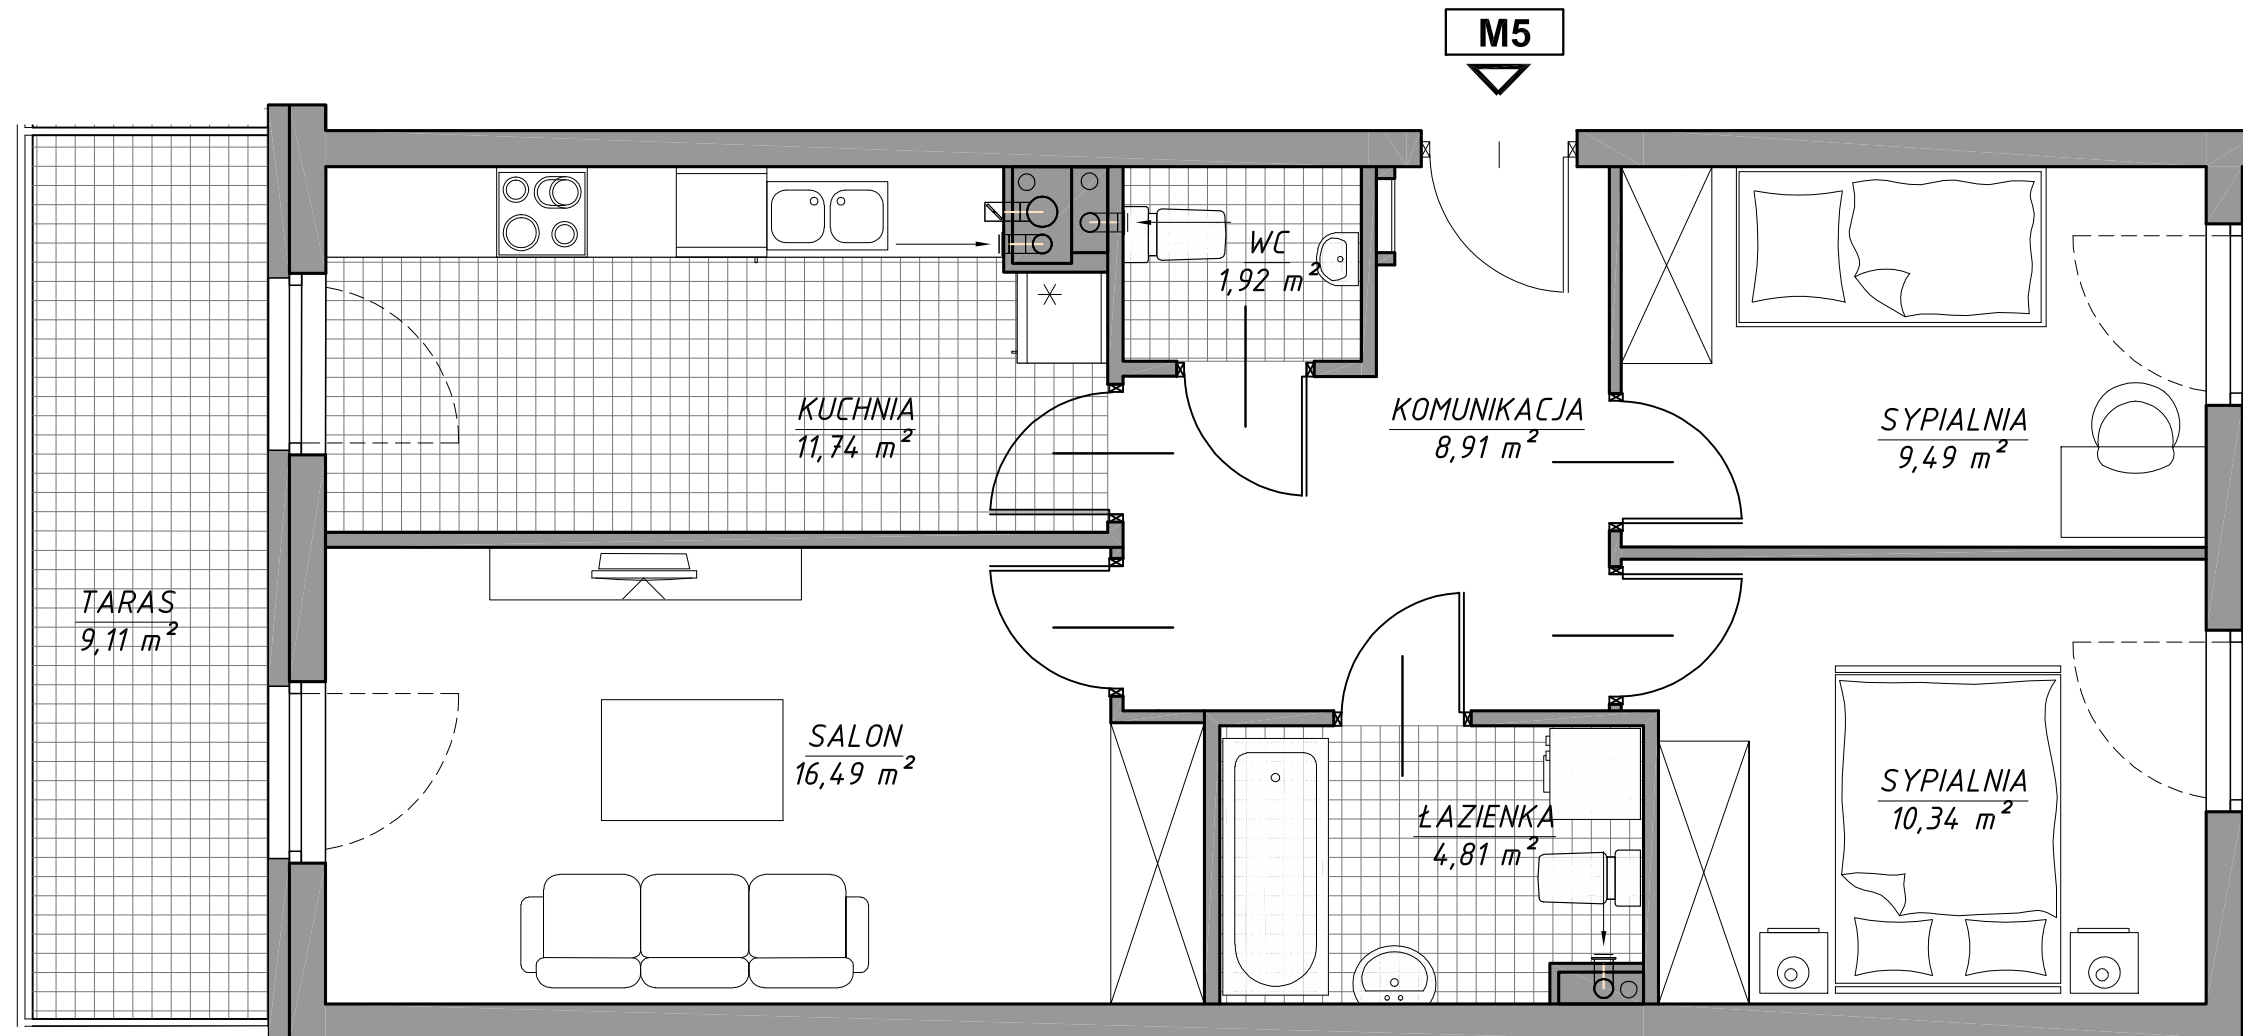 M5
WC
1,92 m²
KUCHNIA
11,74 m²
KOMUNIKACJA
8,91 m²
SYPIALNIA
9,49 m²
TARAS
9,11 m²
SALON
16,49 m²
ŁAZIENKA
4,81 m²
SYPIALNIA
10,34 m²